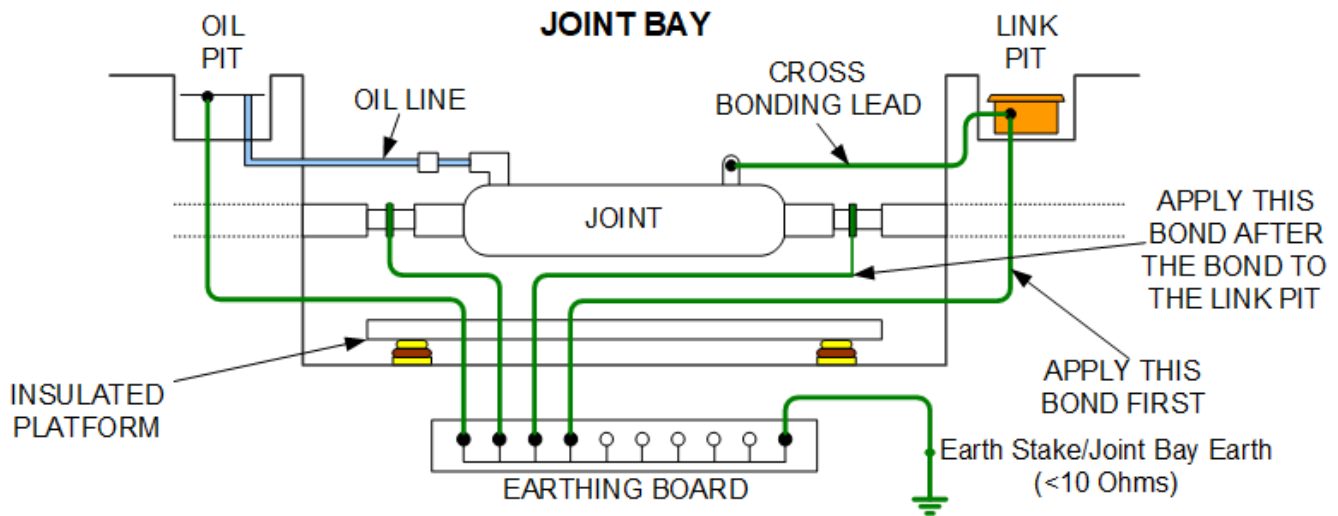 JOINT BAY
OIL
PIT
LINK
PIT
OIL LINE
CROSS
BONDING LEAD
JOINT
APPLY THIS
BOND AFTER
THE BOND TO
THE LINK PIT
INSULATED
PLATFORM
APPLY THIS
BOND FIRST
EARTHING BOARD
Earth Stake/Joint Bay Earth
(<10 Ohms)